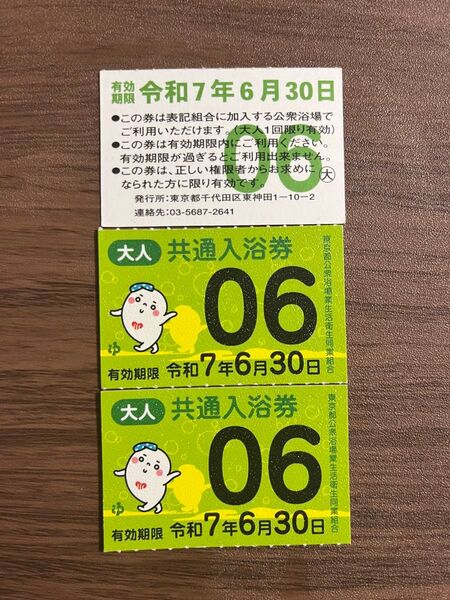 有効期限 令和7年6月30日
●この券は表記組合に加入する公衆浴場で
ご利用いただけます。(大人1回限り有効)
●この券は有効期限内にご利用ください。
有効期限が過ぎるとご利用出来ません。
●この券は、正しい権限者からお求めに
なられた方に限り有効です。
06
大
発行所:東京都千代田区東神田1-10-2
連絡先:03-5687-2641
大人 共通入浴券
06
ゆ
有効期限 令和7年6月30日
東京都公衆浴場業生活衛生同業組合
大人 共通入浴券
06
ゆ
有効期限 令和7年6月30日
東京都公衆浴場業生活衛生同業組合